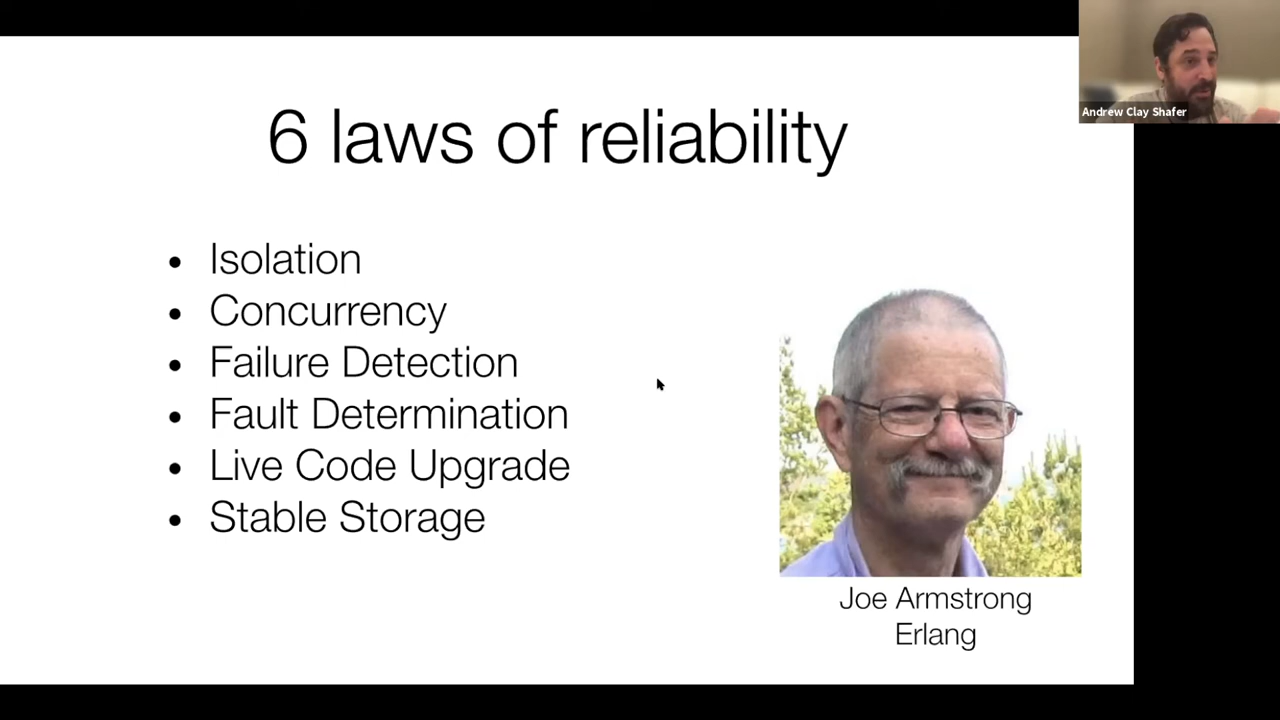 Andrew Clay Shafer
6 laws of reliability
• Isolation
• Concurrency
• Failure Detection
• Fault Determination
• Live Code Upgrade
• Stable Storage
Joe Armstrong
Erlang